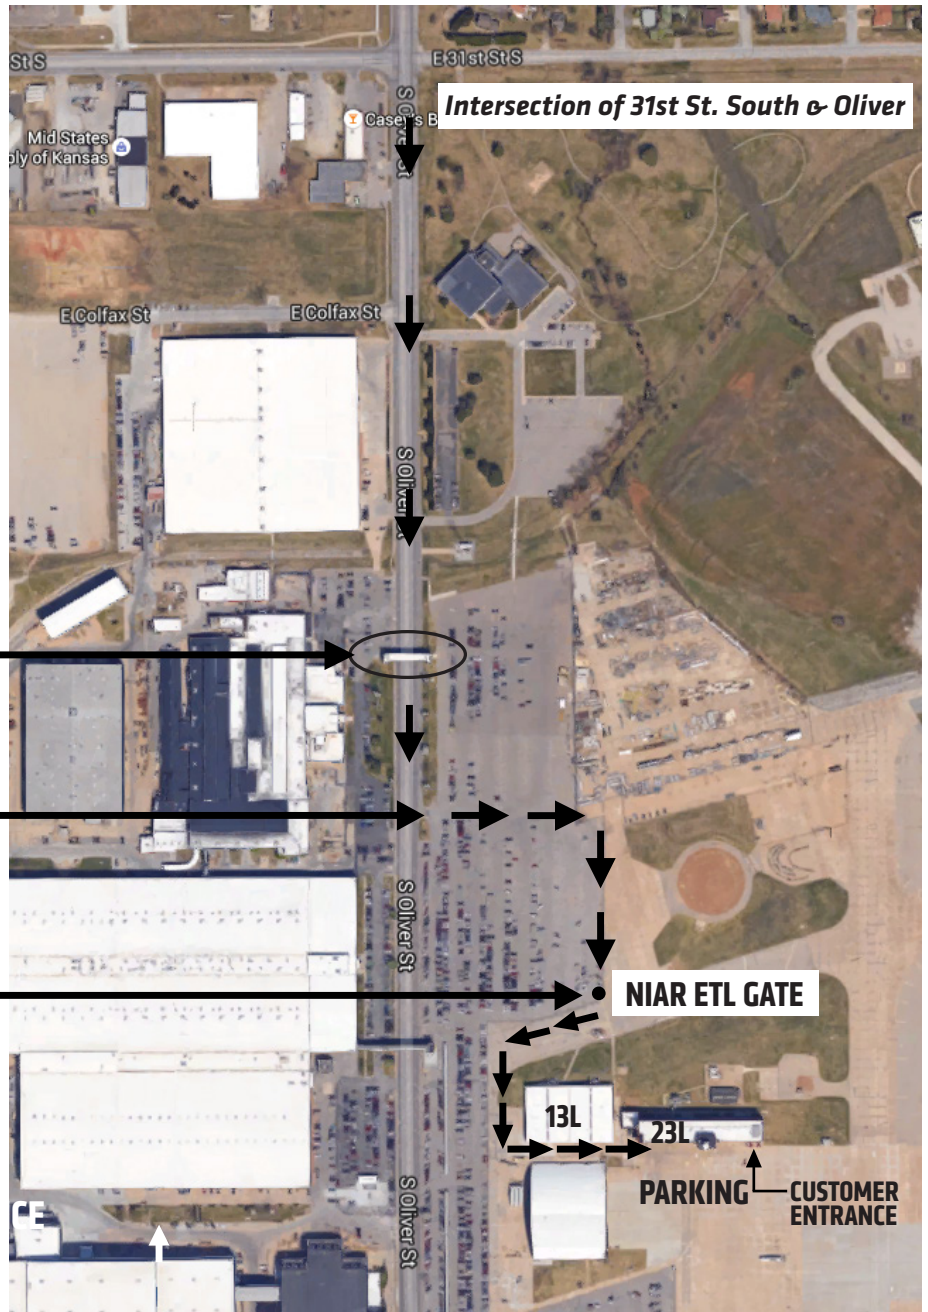 St S
E 31st St S
Intersection of 31st St. South & Oliver
Mid States
ply of Kansas
Casey's B
S Oliver St
E Colfax St
E Colfax St
S Oliver St
S Oliver St
NIAR ETL GATE
13L
23L
PARKING
CUSTOMER
ENTRANCE
S Oliver St
CE